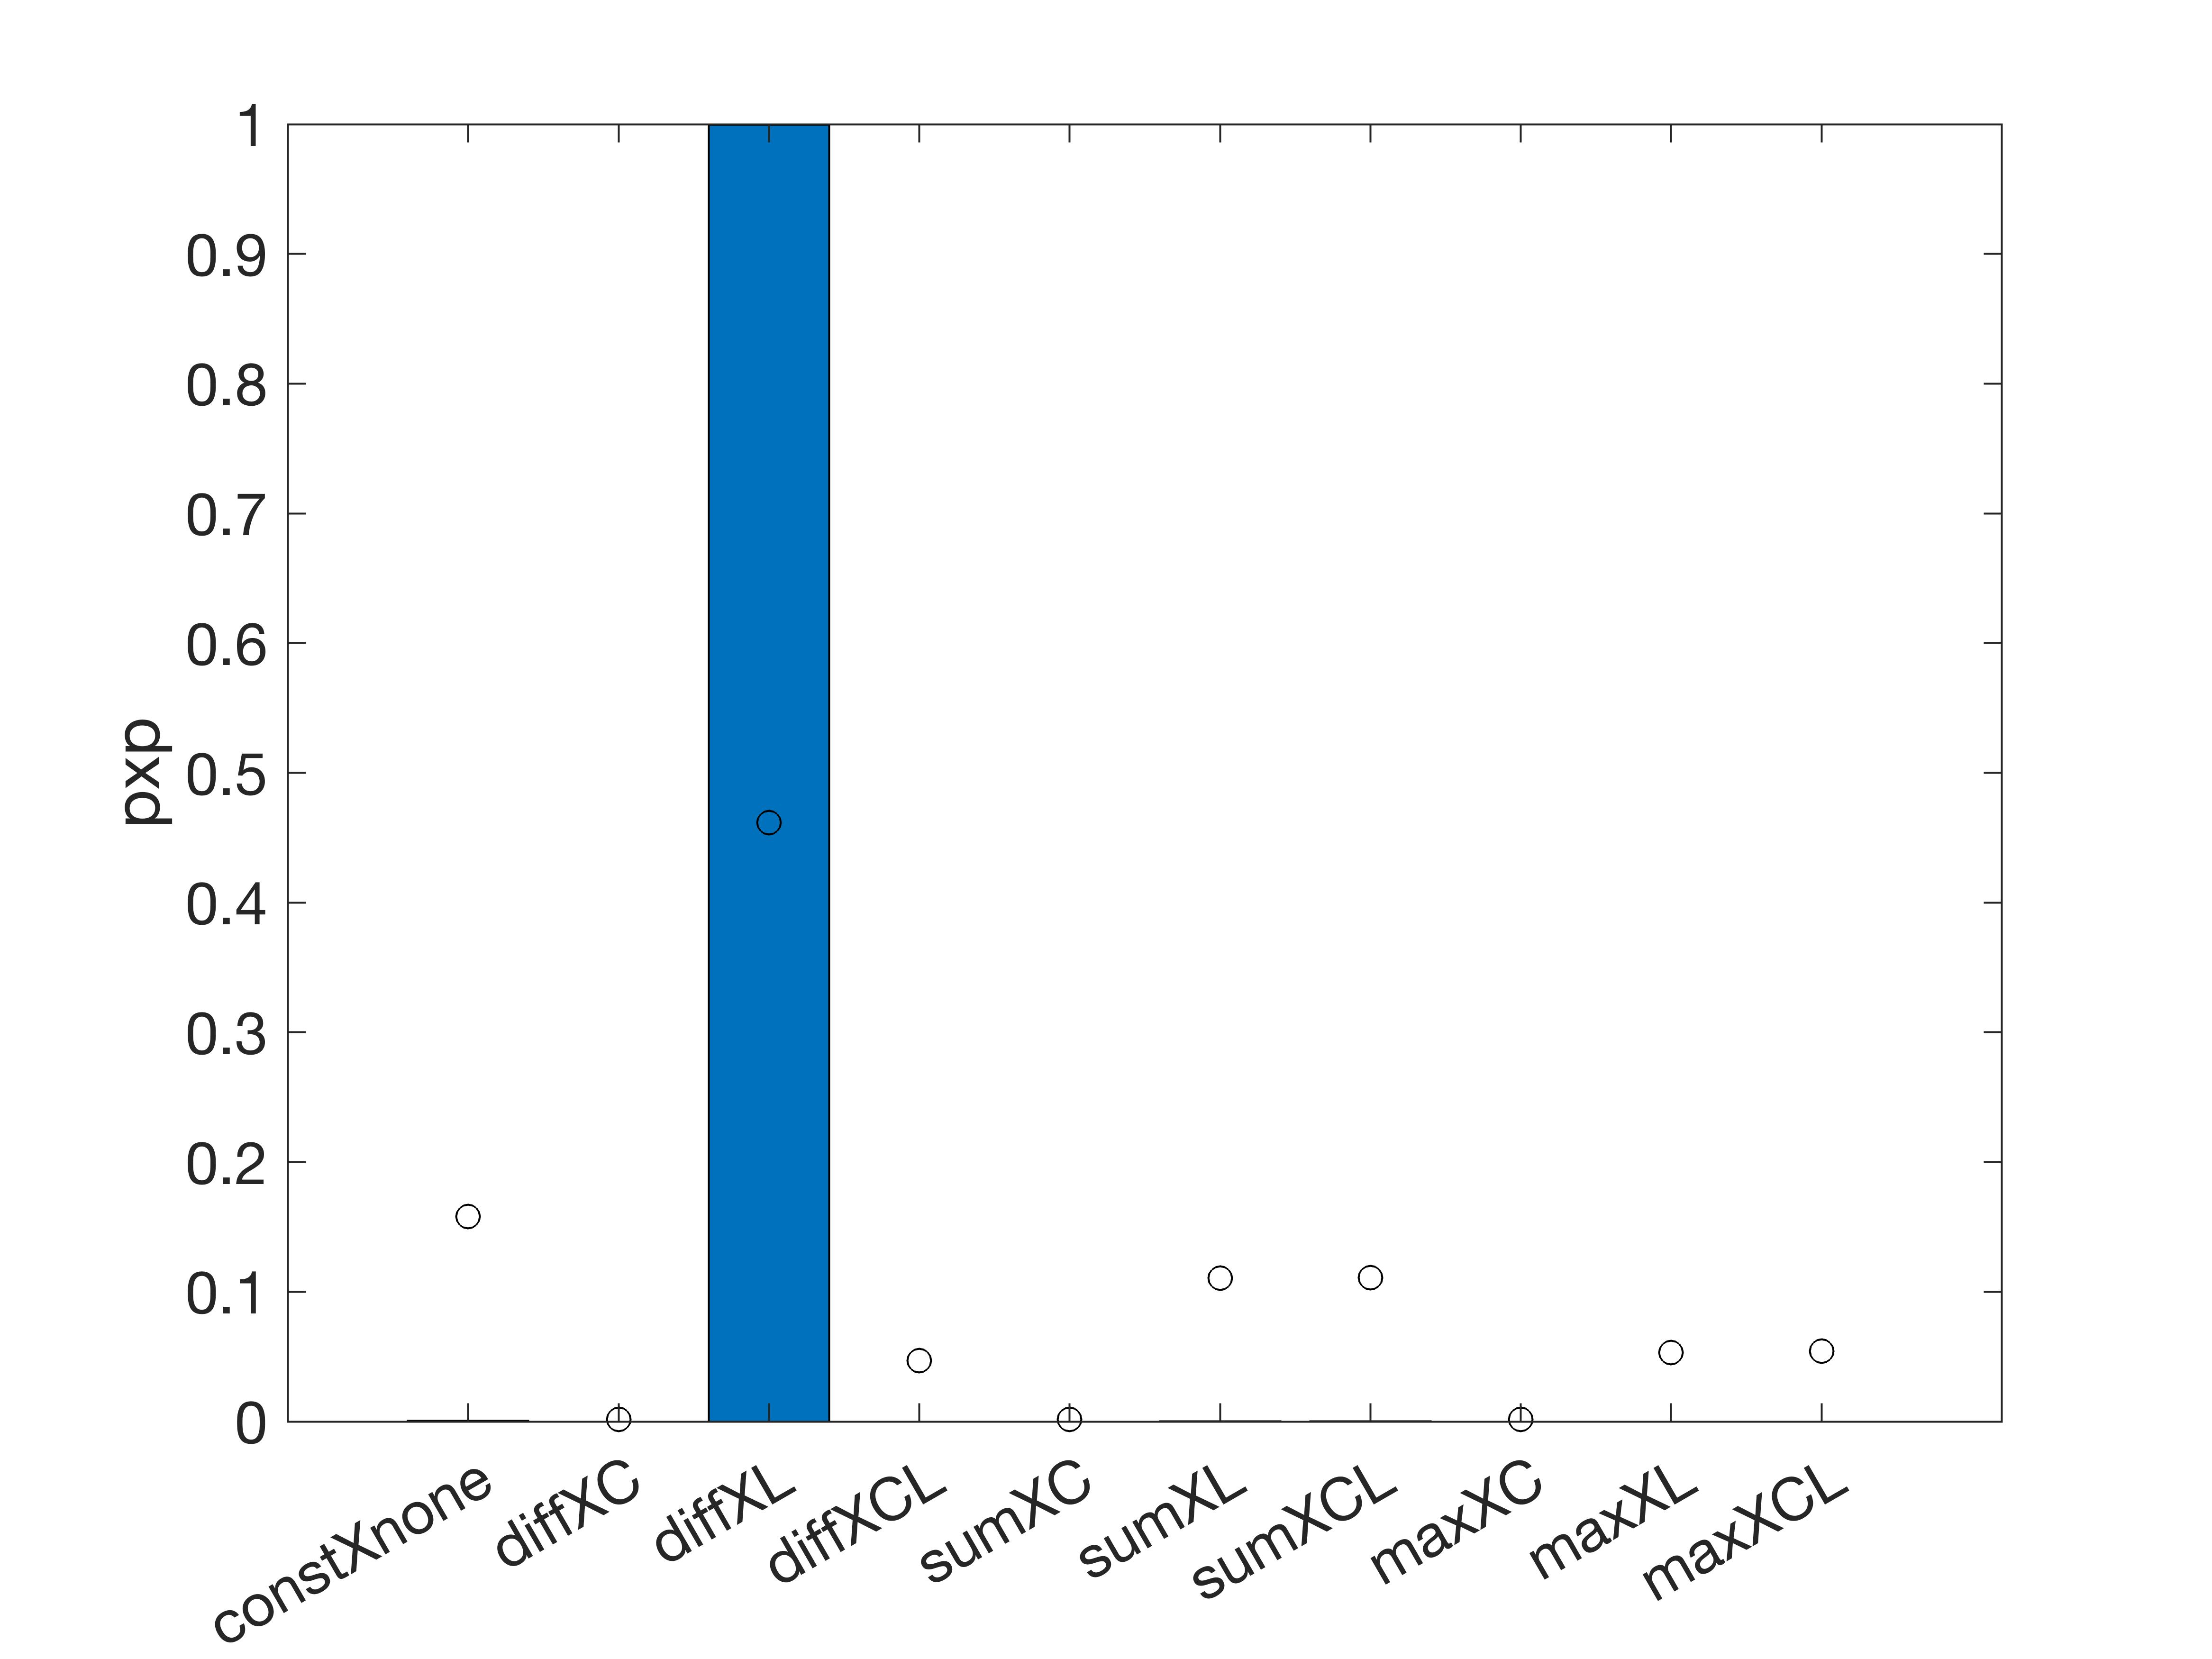 1
0.9
0.8
0.7
0.6
0.5
0.4
0.3
0.2
0.1
0
pxp
constXnone
diffXC
diffXL
diffXCL
sumXC
sumXL
sumXCL
maxXC
maxXL
maxXCL